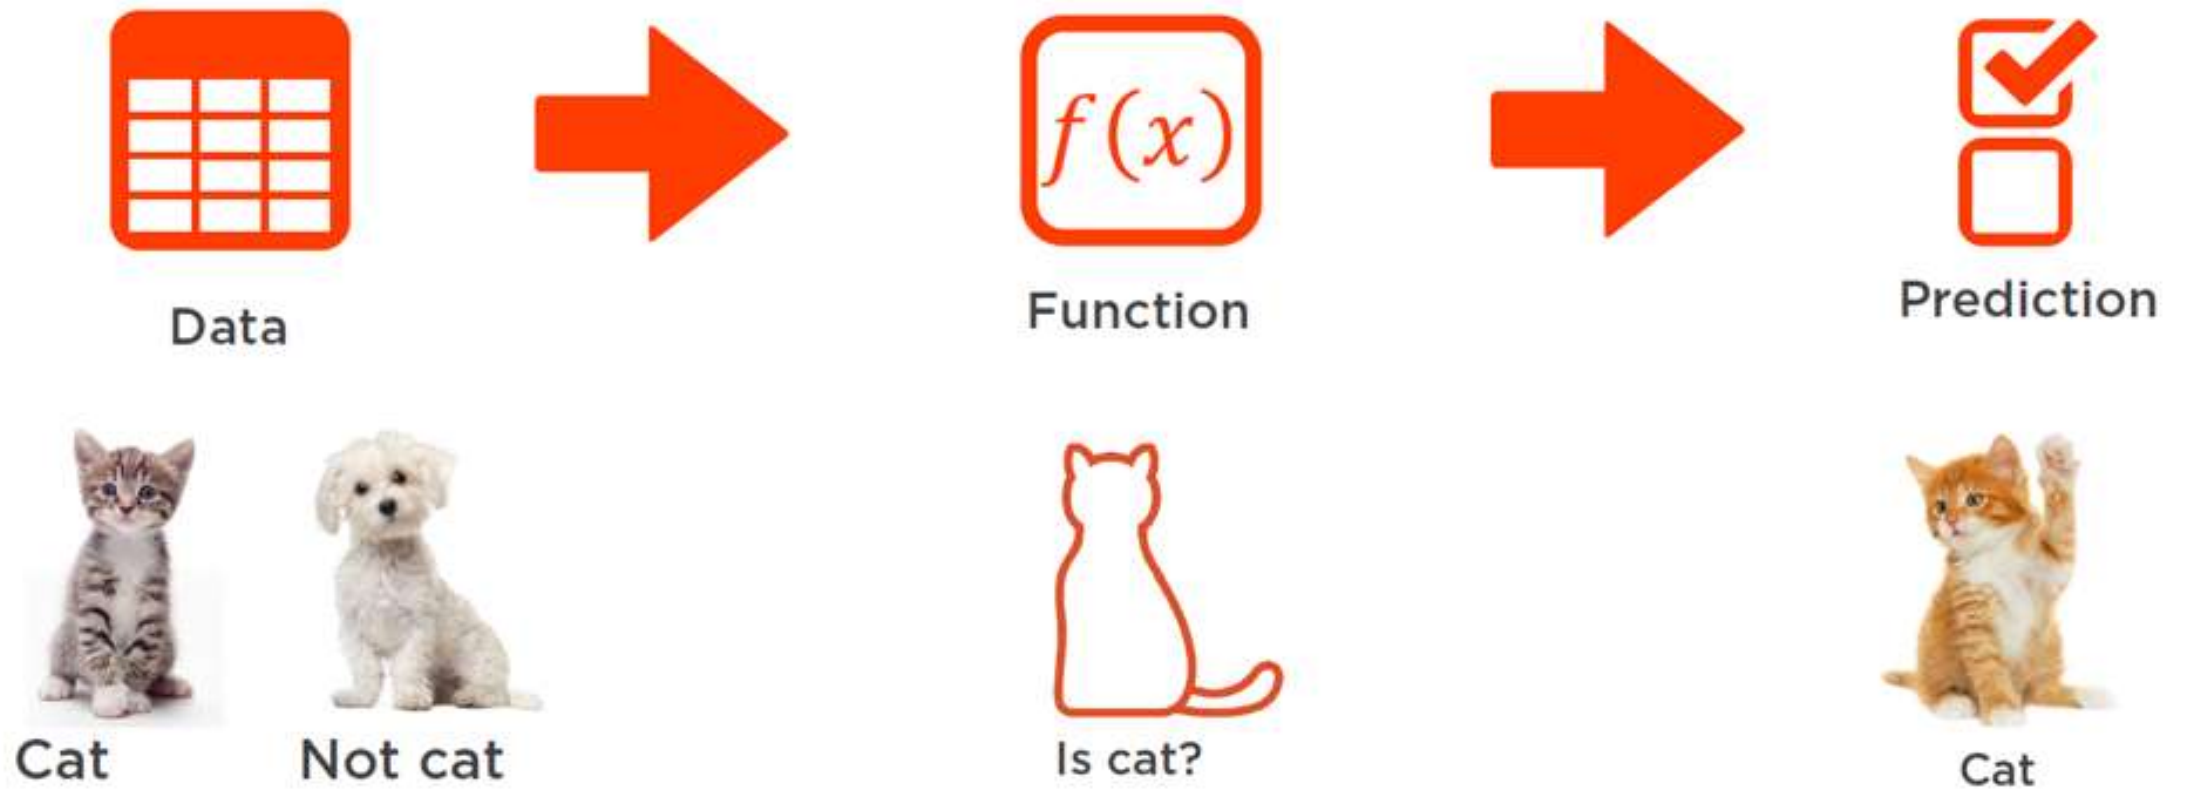 f(x)
Data
Function
Prediction
Cat
Not cat
Is cat?
Cat